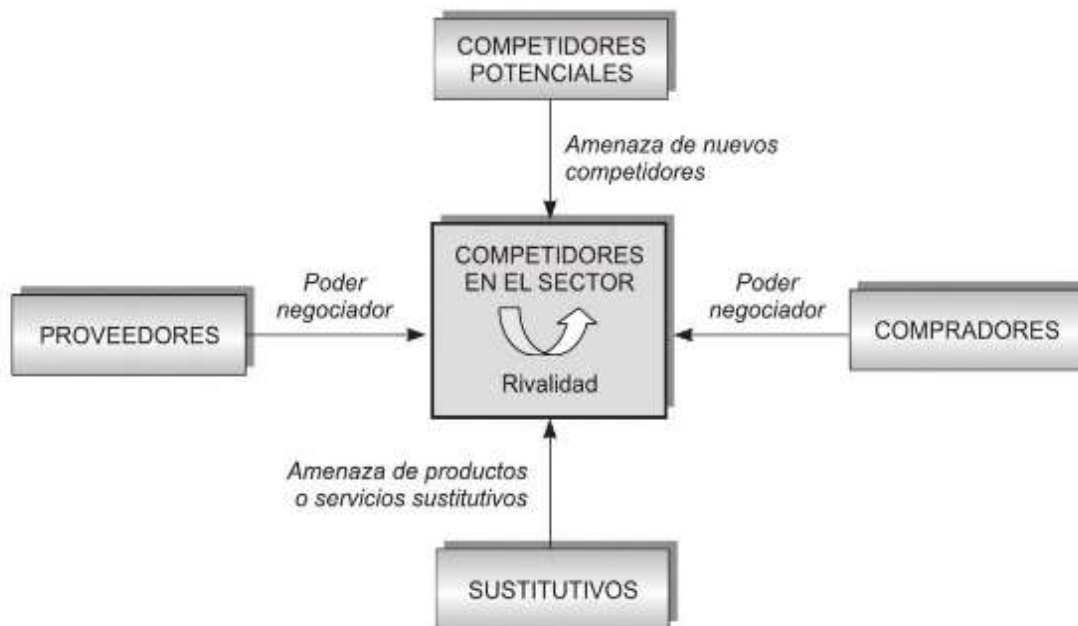 COMPETIDORES
POTENCIALES
Amenaza de nuevos
competidores
COMPETIDORES
EN EL SECTOR
Rivalidad
Poder
negociador
PROVEEDORES
Poder
negociador
COMPRADORES
Amenaza de productos
o servicios sustitutivos
SUSTITUTIVOS